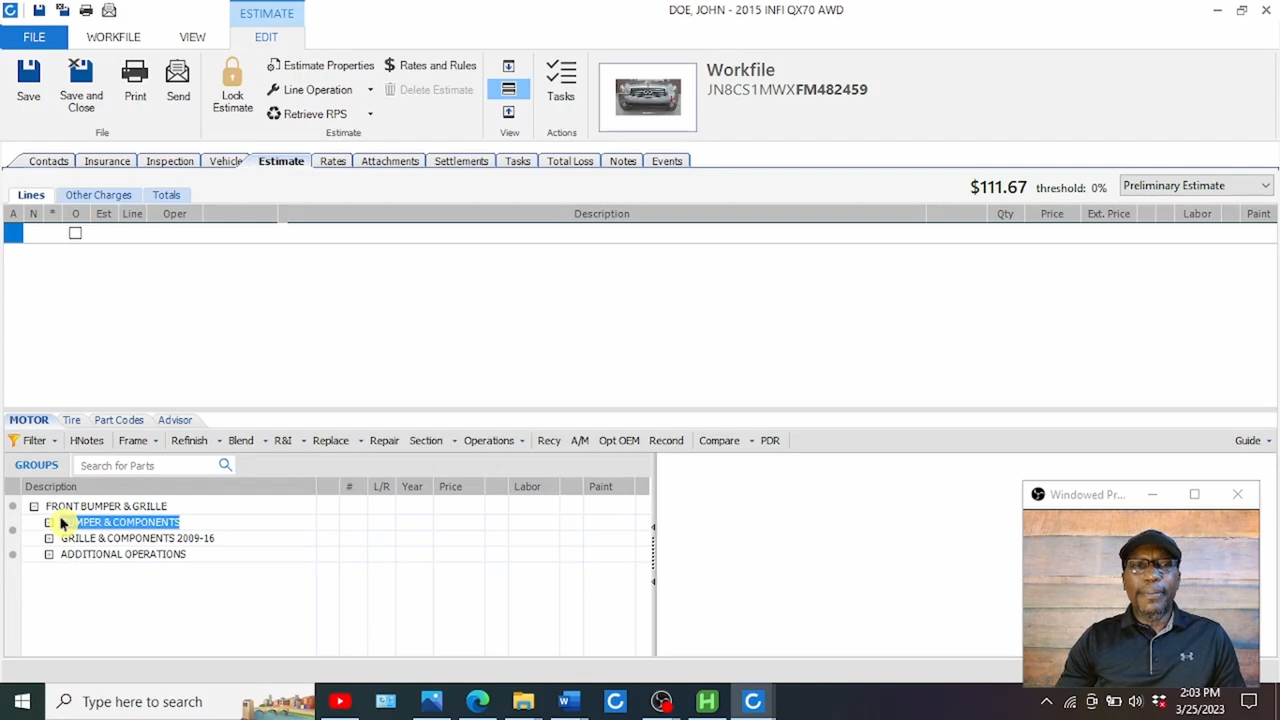 ESTIMATE
DOE, JOHN - 2015 INFI QX70 AWD
FILE
WORKFILE
VIEW
EDIT
Save
Save and Close
Print
Send
File
Lock Estimate
Estimate Properties
Line Operation
Retrieve RPS
Rates and Rules
Delete Estimate
Estimate
View
Tasks
Actions
Workfile
JN8CS1MWXFM482459
Contacts
Insurance
Inspection
Vehicle
Estimate
Rates
Attachments
Settlements
Tasks
Total Loss
Notes
Events
Lines
Other Charges
Totals
$111.67
threshold: 0%
Preliminary Estimate
A N * O Est Line Oper Description Qty Price Ext. Price Labor Paint
MOTOR
Tire
Part Codes
Advisor
Filter HNotes Frame Refinish Blend R&I Replace Repair Section Operations Recy A/M Opt OEM Recond Compare PDR Guide
GROUPS
Search for Parts
Description # L/R Year Price Labor Paint
FRONT BUMPER & GRILLE
BUMPER & COMPONENTS
GRILLE & COMPONENTS 2009-16
ADDITIONAL OPERATIONS
Windowed Pr...
Type here to search
2:03 PM
3/25/2023